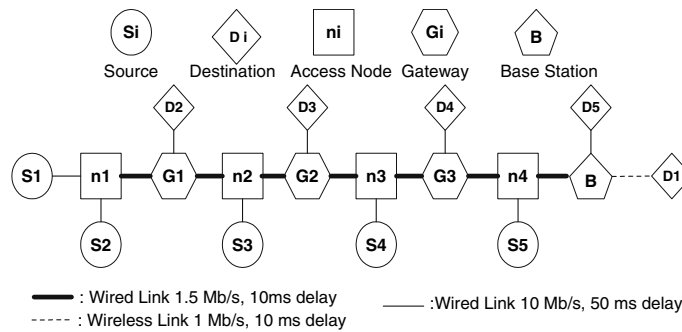 Si
D i
ni
Gi
B
Source
Destination
Access Node
Gateway
Base Station
D2
D3
D4
D5
S1
n1
G1
n2
G2
n3
G3
n4
B
D1
S2
S3
S4
S5
: Wired Link 1.5 Mb/s, 10ms delay
:Wired Link 10 Mb/s, 50 ms delay
: Wireless Link 1 Mb/s, 10 ms delay